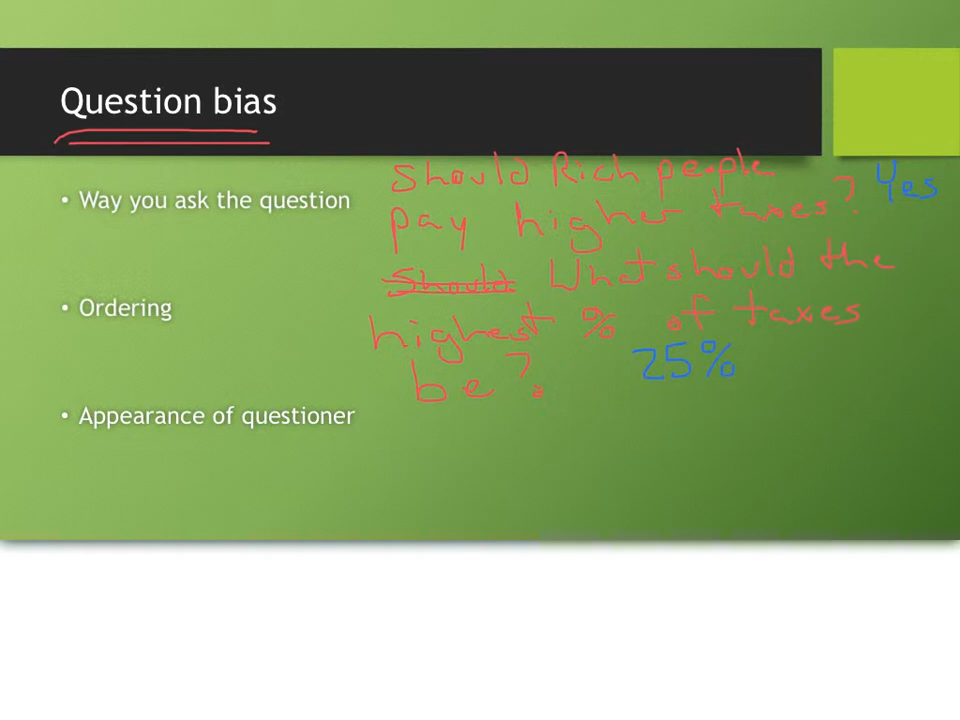 Question bias
• Way you ask the question
Should Rich people
pay higher taxes? Yes
Should What should the
highest % of taxes
be? 25%
• Ordering
• Appearance of questioner